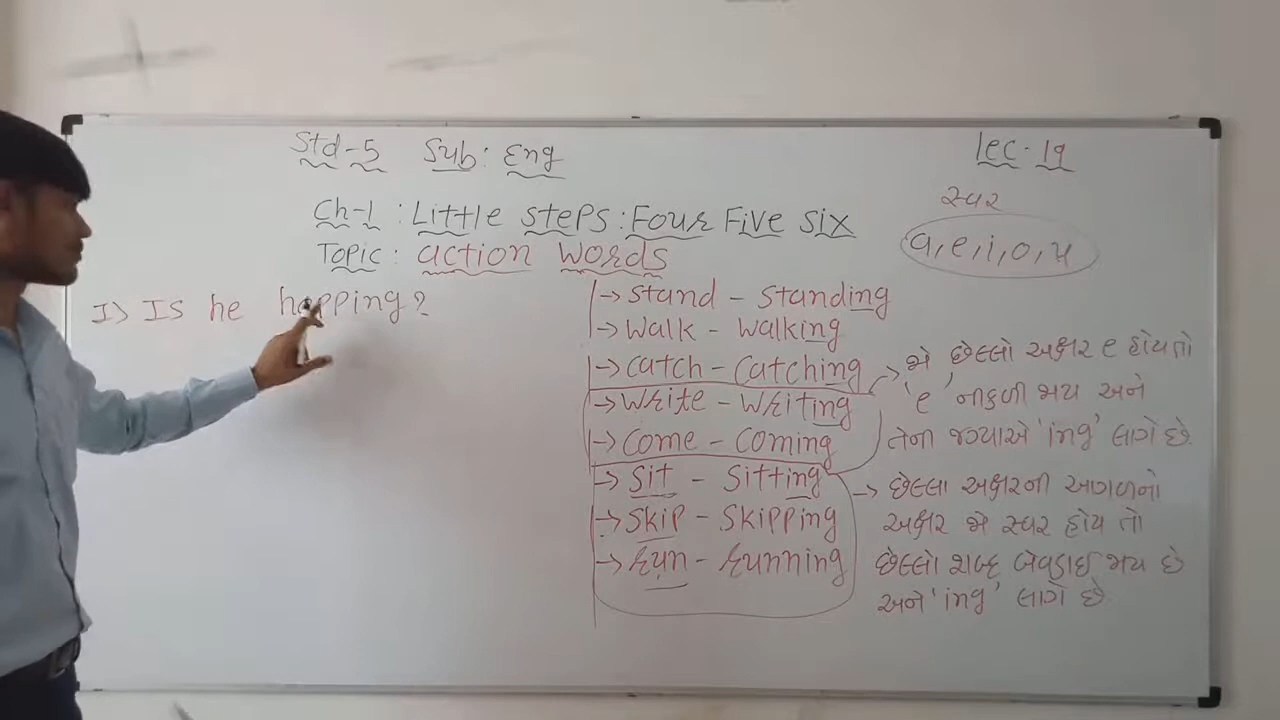 Std-5 Sub: Eng
Lec-19
Ch-1 : Little Steps: Four Five Six
Topic: action words
સ્વર
a, e, i, o, u
1) Is he hopping?
→ Stand - Standing
→ Walk - Walking
→ Catch - Catching
→ Write - Writing
→ Come - Coming
→ Sit - Sitting
→ Skip - Skipping
→ Run - Running
→ જો છેલ્લો અક્ષર e હોય તો
'e' નીકળી જાય અને
તેના જગ્યાએ 'ing' લાગે છે.
→ છેલ્લા અક્ષરની આગળનો
અક્ષર જો સ્વર હોય તો
છેલ્લો શબ્દ બેવડાઈ જાય છે
અને 'ing' લાગે છે